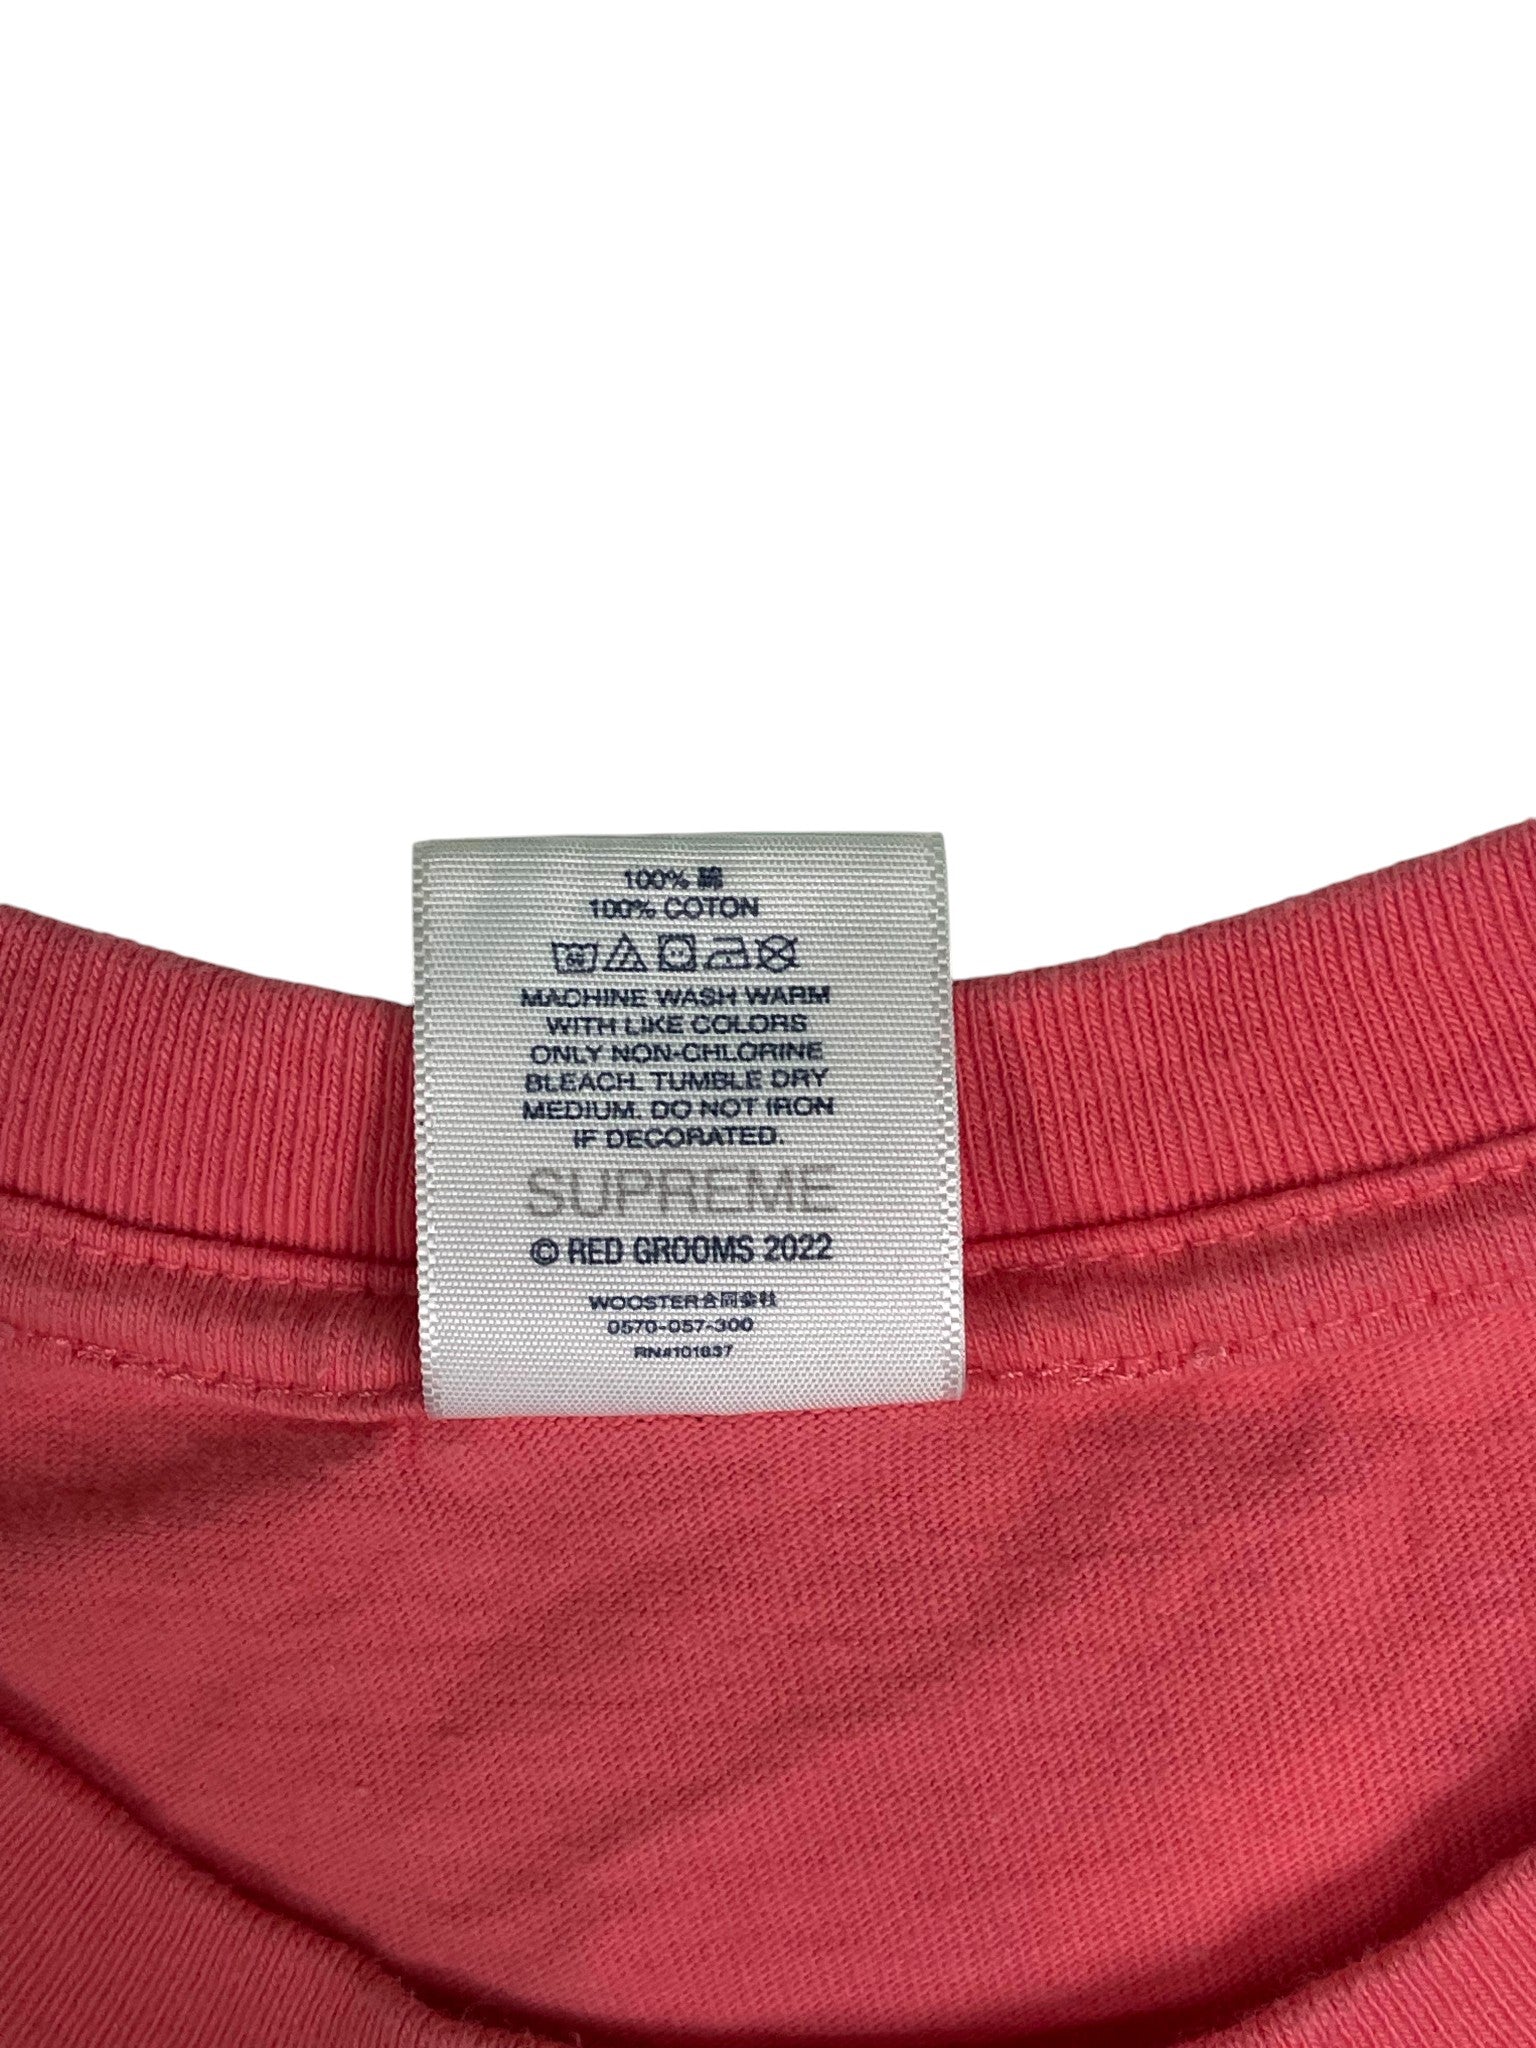 100% 綿
100% COTON
MACHINE WASH WARM
WITH LIKE COLORS
ONLY NON-CHLORINE
BLEACH. TUMBLE DRY
MEDIUM. DO NOT IRON
IF DECORATED.
SUPREME
© RED GROOMS 2022
WOOSTER合同会社
0570-057-300
RN#101837